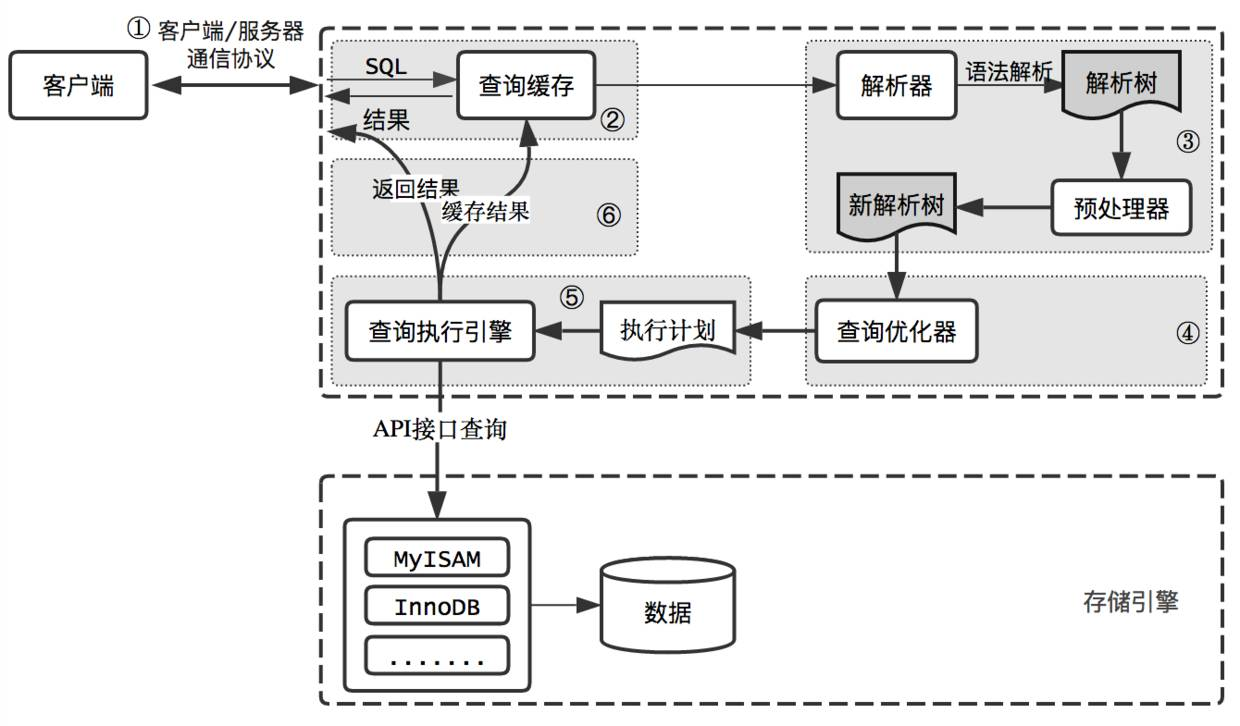 ① 客户端/服务器
通信协议
客户端
SQL
查询缓存
结果
②
解析器
语法解析
解析树
③
预处理器
新解析树
返回结果
缓存结果
⑥
查询执行引擎
⑤
执行计划
查询优化器
④
API接口查询
MyISAM
InnoDB
.......
数据
存储引擎